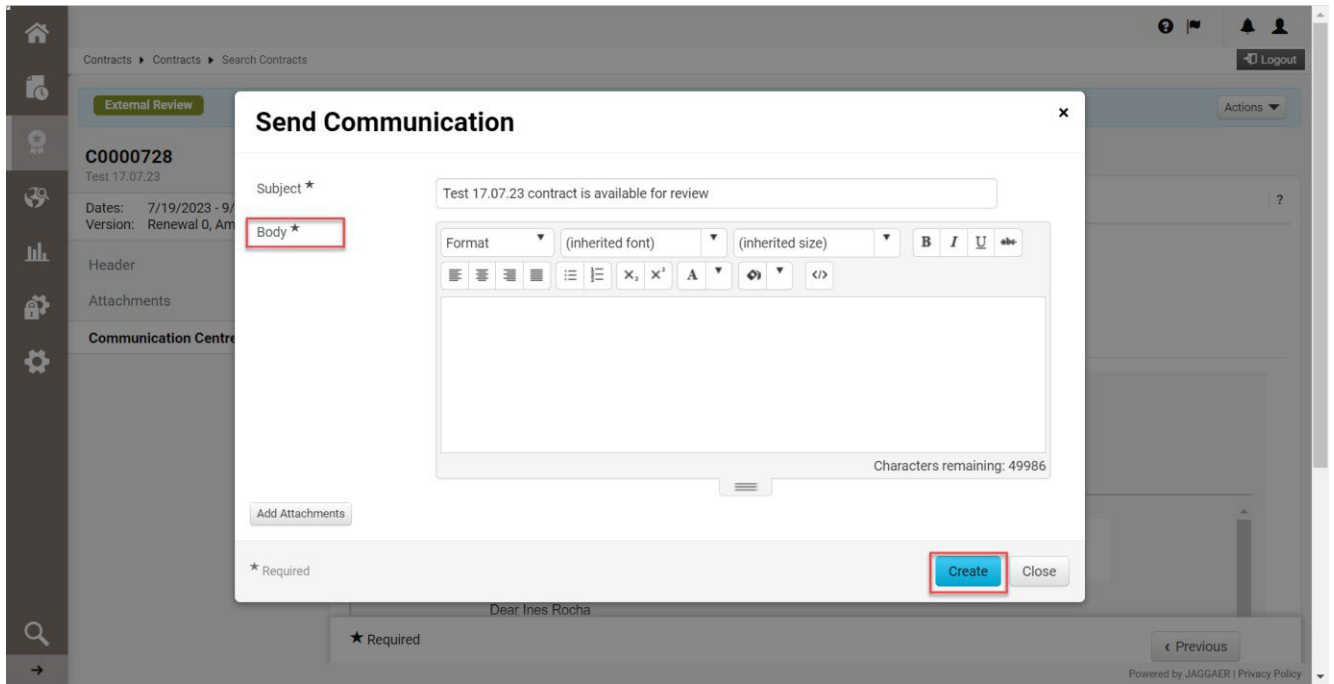 Contracts ▸ Contracts ▸ Search Contracts
Logout
External Review
Actions
C0000728
Test 17.07.23
Dates: 7/19/2023 - 9/
Version: Renewal 0, Am
Header
Attachments
Communication Centre
?
Send Communication
×
Subject ★
Test 17.07.23 contract is available for review
Body ★
Format
(inherited font)
(inherited size)
B I U abc
X₂ X² A </>
Characters remaining: 49986
Add Attachments
★ Required
Create
Close
Dear Ines Rocha
★ Required
‹ Previous
Powered by JAGGAER | Privacy Policy